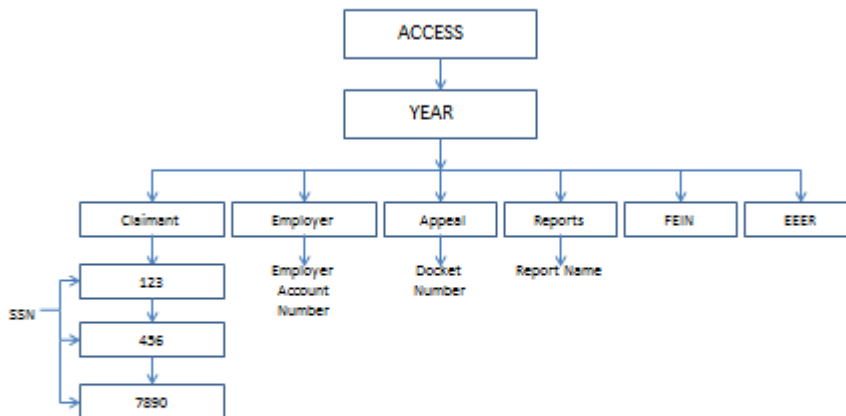 ACCESS
YEAR
Claimant
Employer
Appeal
Reports
FEIN
EEER
Employer
Account
Number
Docket
Number
Report Name
SSN
123
456
7890